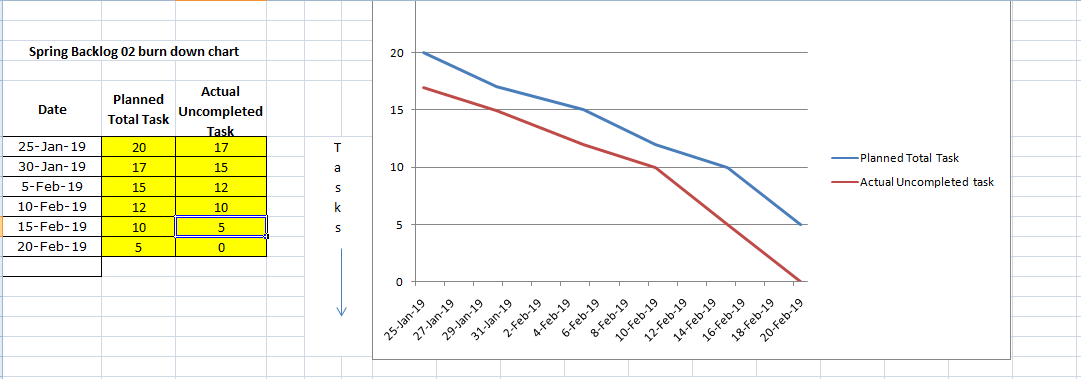 Spring Backlog 02 burn down chart
Date
Planned
Total Task
Actual
Uncompleted
Task
25-Jan-19 20 17
30-Jan-19 17 15
5-Feb-19 15 12
10-Feb-19 12 10
15-Feb-19 10 5
20-Feb-19 5 0
T
a
s
k
s
20
15
10
5
0
25-Jan-19
27-Jan-19
29-Jan-19
31-Jan-19
2-Feb-19
4-Feb-19
6-Feb-19
8-Feb-19
10-Feb-19
12-Feb-19
14-Feb-19
16-Feb-19
18-Feb-19
20-Feb-19
Planned Total Task
Actual Uncompleted task